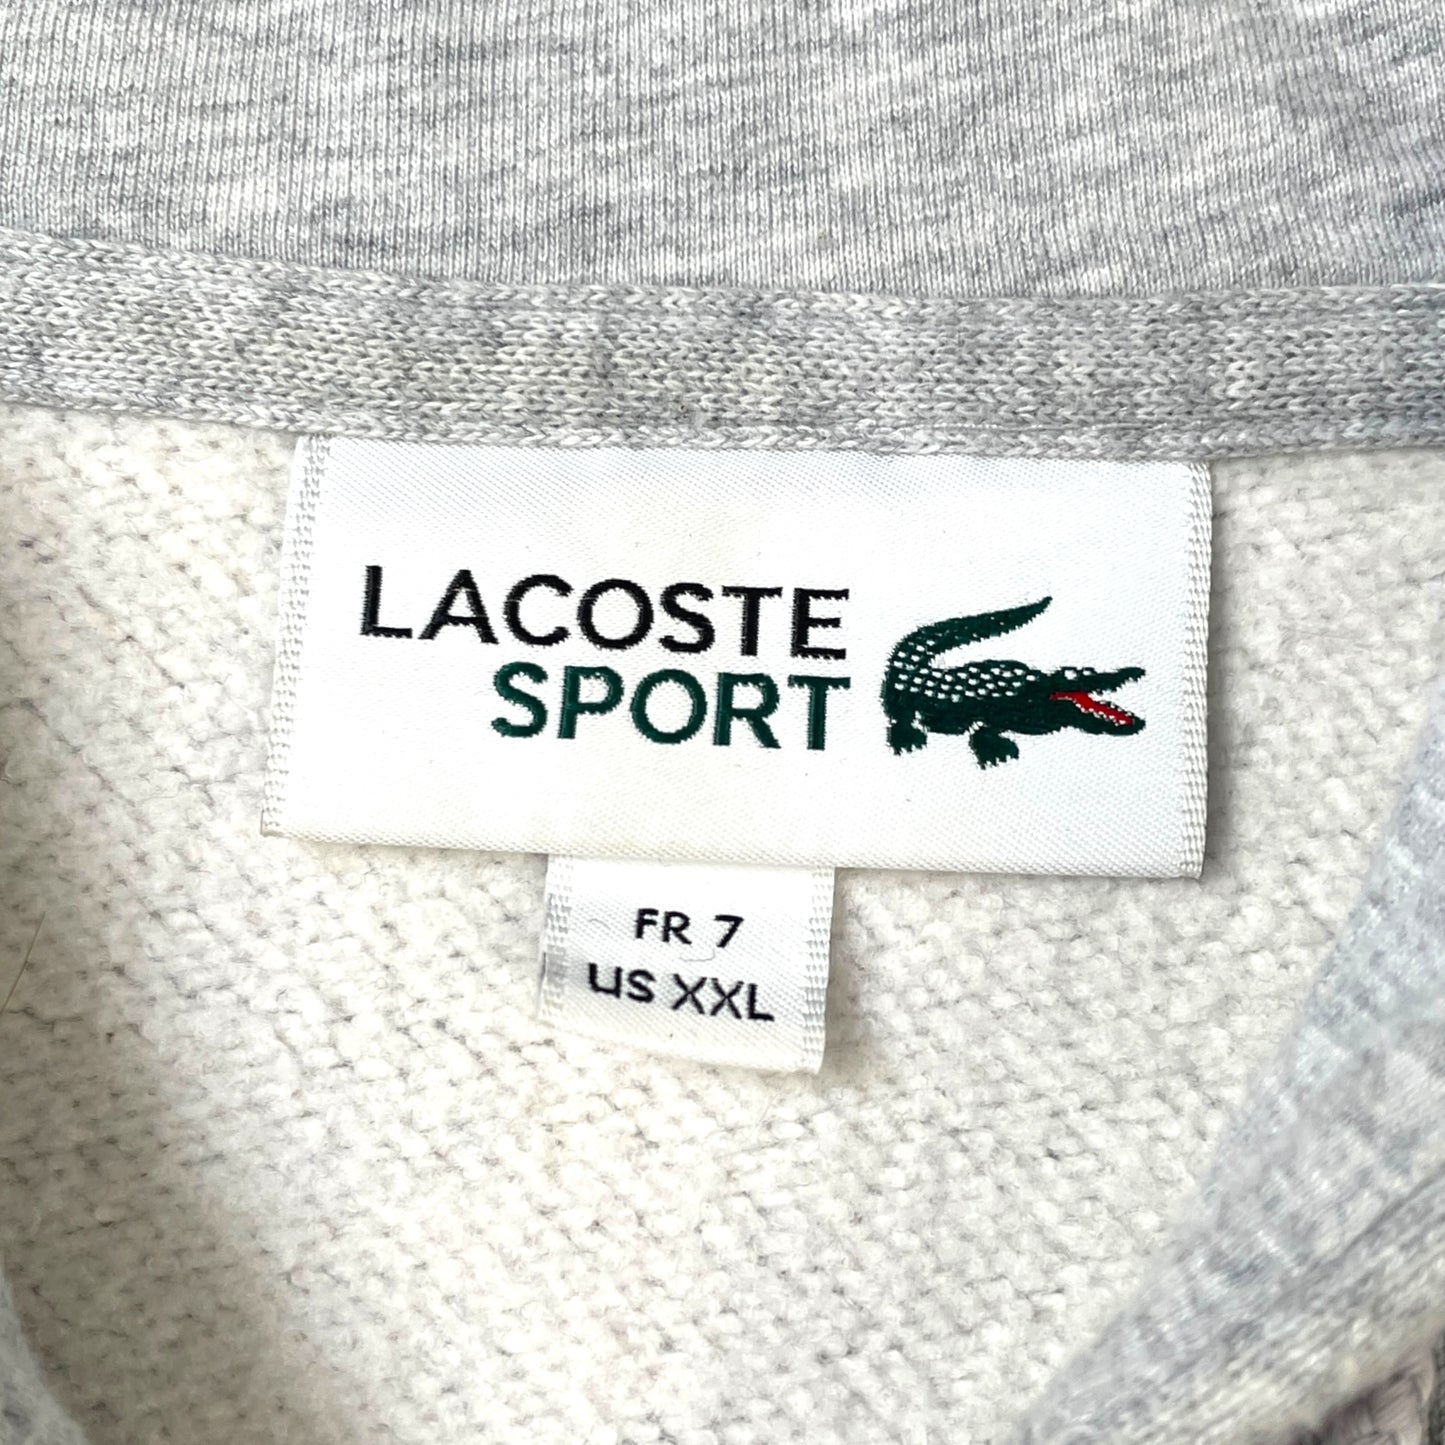 LACOSTE
SPORT
FR 7
US XXL